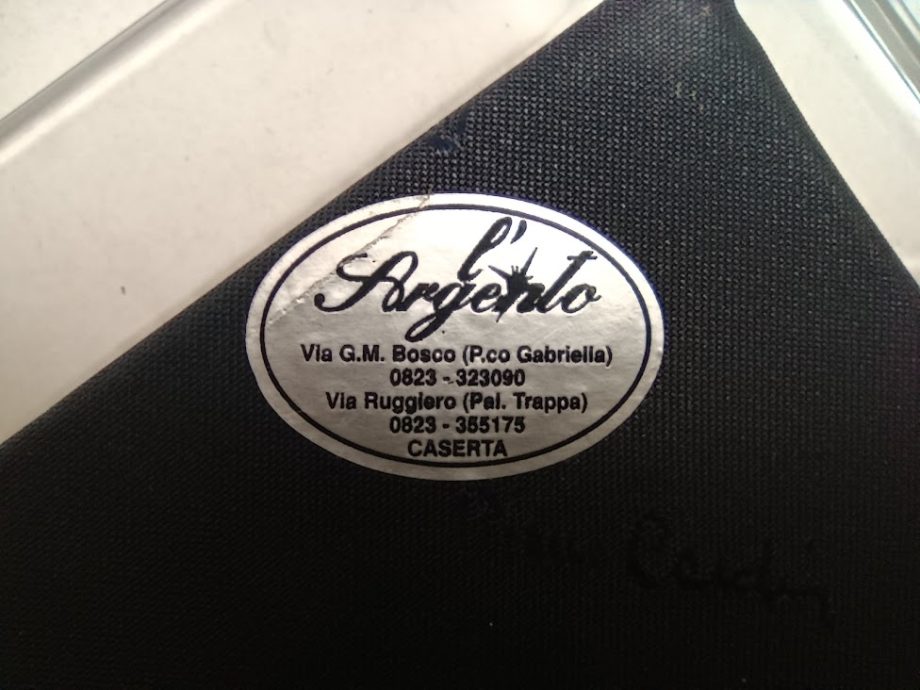 l'
Argento
Via G.M. Bosco (P.co Gabriella)
0823 - 323090
Via Ruggiero (Pal. Trappa)
0823 - 355175
CASERTA